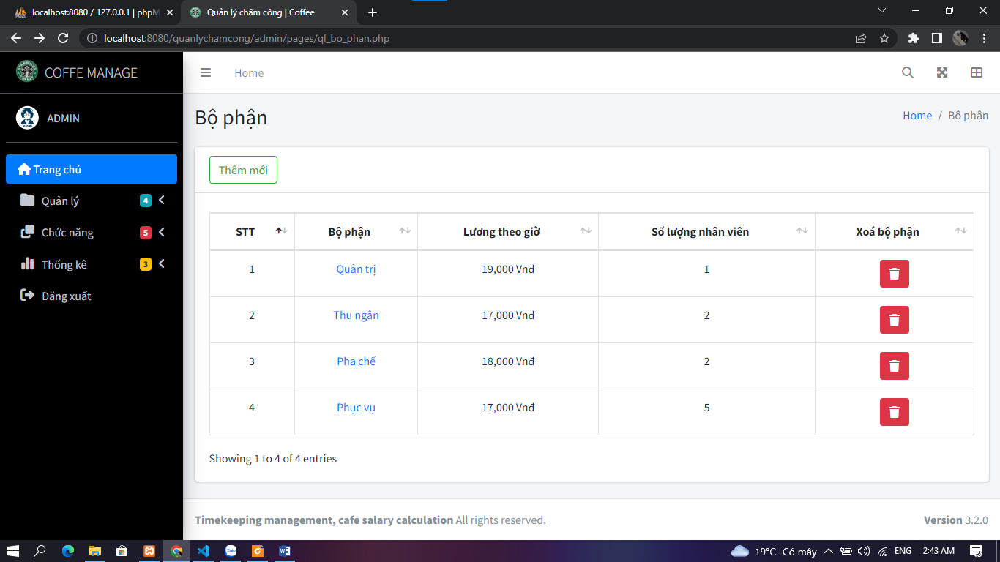 localhost:8080 / 127.0.0.1 | phpM
Quản lý chấm công | Coffee
localhost:8080/quanlychamcong/admin/pages/ql_bo_phan.php
COFFE MANAGE
Home
ADMIN
Bộ phận
Home / Bộ phận
Trang chủ
Quản lý 4
Chức năng 5
Thống kê 3
Đăng xuất
Thêm mới
STT Bộ phận Lương theo giờ Số lượng nhân viên Xoá bộ phận
1 Quản trị 19,000 Vnđ 1
2 Thu ngân 17,000 Vnđ 2
3 Pha chế 18,000 Vnđ 2
4 Phục vụ 17,000 Vnđ 5
Showing 1 to 4 of 4 entries
Timekeeping management, cafe salary calculation All rights reserved.
Version 3.2.0
Zalo
19°C Có mây
ENG
2:43 AM